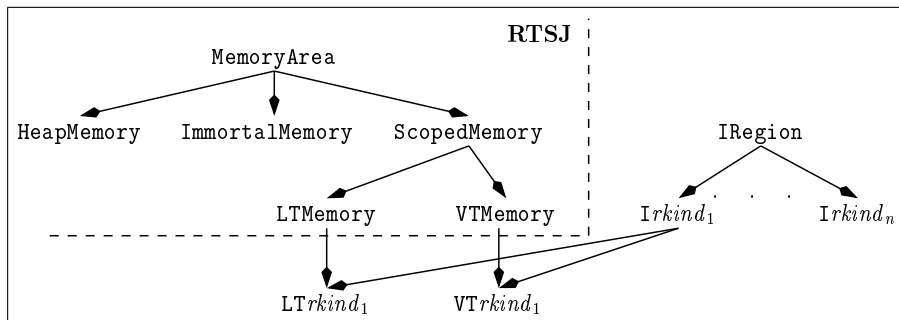 RTSJ
MemoryArea
HeapMemory ImmortalMemory ScopedMemory IRegion
LTMemory VTMemory Irkind₁ . . . Irkindₙ
LTrkind₁ VTrkind₁